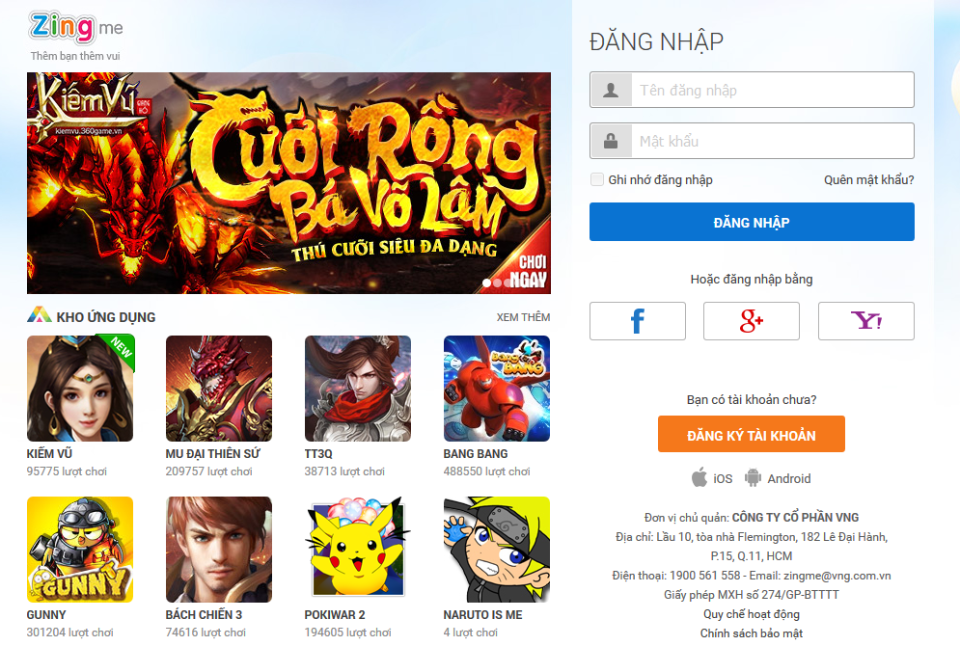 Zing me
Thêm bạn thêm vui
KiếmVũ
GIANG HỒ
kiemvu.360game.vn
Cưới Rồng
Bá Võ Lâm
THÚ CƯỠI SIÊU ĐA DẠNG
CHƠI
NGAY
KHO ỨNG DỤNG
XEM THÊM
NEW
BANG BANG
KIẾM VŨ
MU ĐẠI THIÊN SỨ
TT3Q
BANG BANG
95775 lượt chơi
209757 lượt chơi
38713 lượt chơi
488550 lượt chơi
GUNNY
GUNNY
BÁCH CHIẾN 3
POKIWAR 2
NARUTO IS ME
301204 lượt chơi
74616 lượt chơi
194605 lượt chơi
4 lượt chơi
ĐĂNG NHẬP
Tên đăng nhập
Mật khẩu
Ghi nhớ đăng nhập
Quên mật khẩu?
ĐĂNG NHẬP
Hoặc đăng nhập bằng
f
g+
Y!
Bạn có tài khoản chưa?
ĐĂNG KÝ TÀI KHOẢN
iOS
Android
Đơn vị chủ quản: CÔNG TY CỔ PHẦN VNG
Địa chỉ: Lầu 10, tòa nhà Flemington, 182 Lê Đại Hành,
P.15, Q.11, HCM
Điện thoại: 1900 561 558 - Email: zingme@vng.com.vn
Giấy phép MXH số 274/GP-BTTTT
Quy chế hoạt động
Chính sách bảo mật